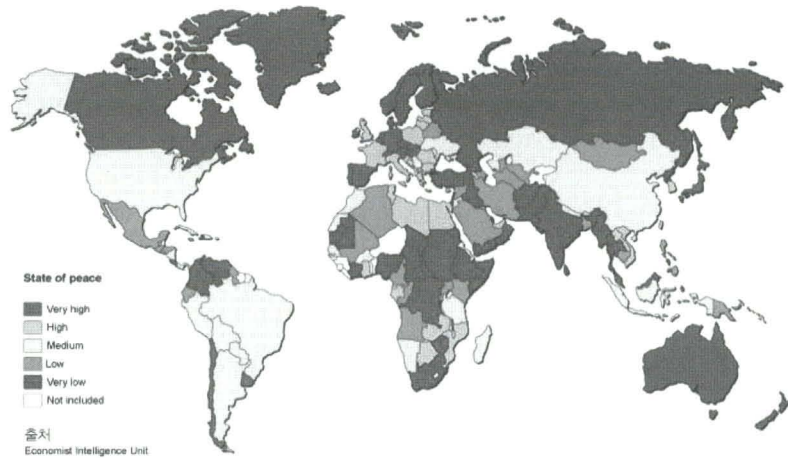 State of peace
Very high
High
Medium
Low
Very low
Not included
출처
Economist Intelligence Unit